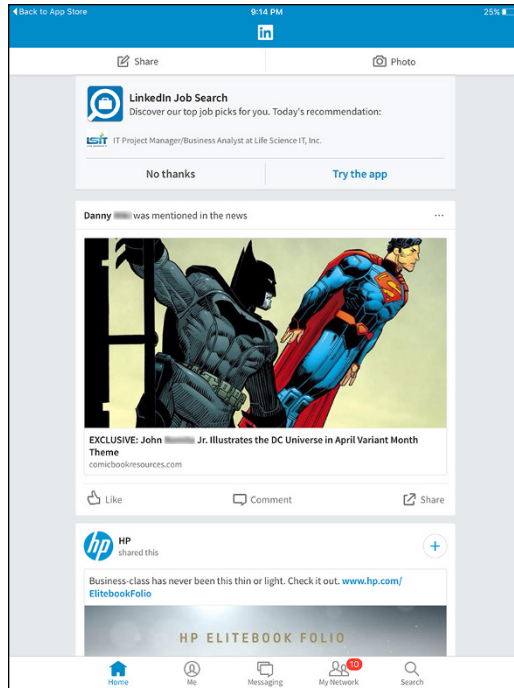 Back to App Store 9:14 PM 25%
in
Share Photo
LinkedIn Job Search
Discover our top job picks for you. Today's recommendation:
LSIT IT Project Manager/Business Analyst at Life Science IT, Inc.
No thanks Try the app
Danny was mentioned in the news ...
EXCLUSIVE: John Jr. Illustrates the DC Universe in April Variant Month
Theme
comicbookresources.com
Like Comment Share
hp HP
shared this
Business-class has never been this thin or light. Check it out. www.hp.com/
ElitebookFolio
HP ELITEBOOK FOLIO
10
Home Me Messaging My Network Search